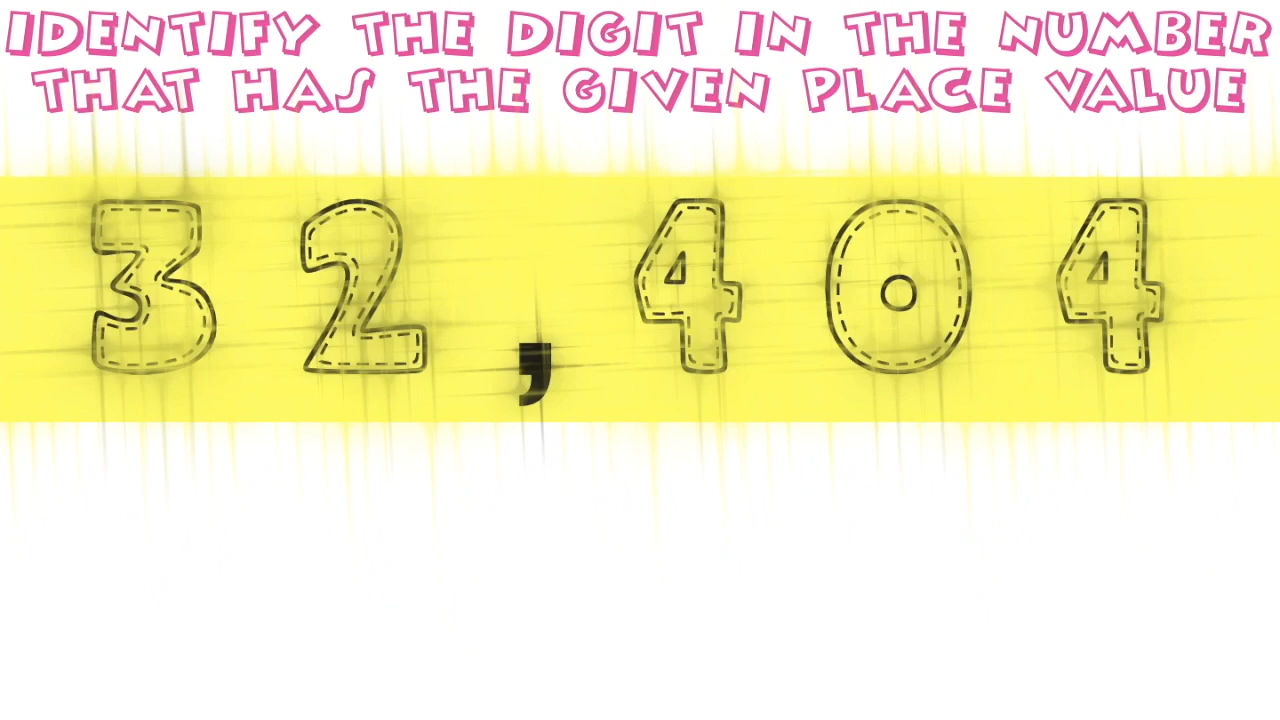 IDENTIFY THE DIGIT IN THE NUMBER
THAT HAS THE GIVEN PLACE VALUE
32,404